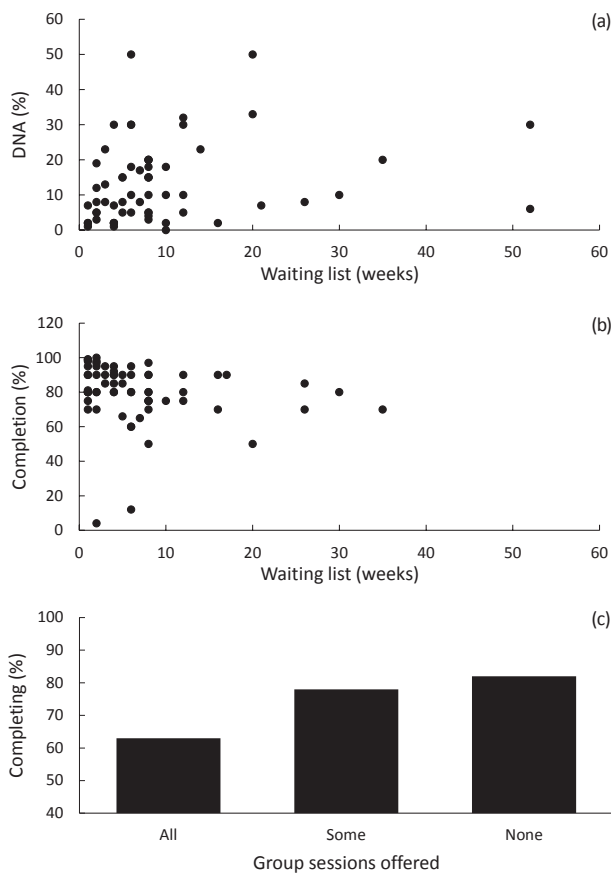 (a)
60
50
40
30
20
10
0
DNA (%)
0 10 20 30 40 50 60
Waiting list (weeks)
(b)
120
100
80
60
40
20
0
Completion (%)
0 10 20 30 40 50 60
Waiting list (weeks)
(c)
100
90
80
70
60
50
40
Completing (%)
All Some None
Group sessions offered